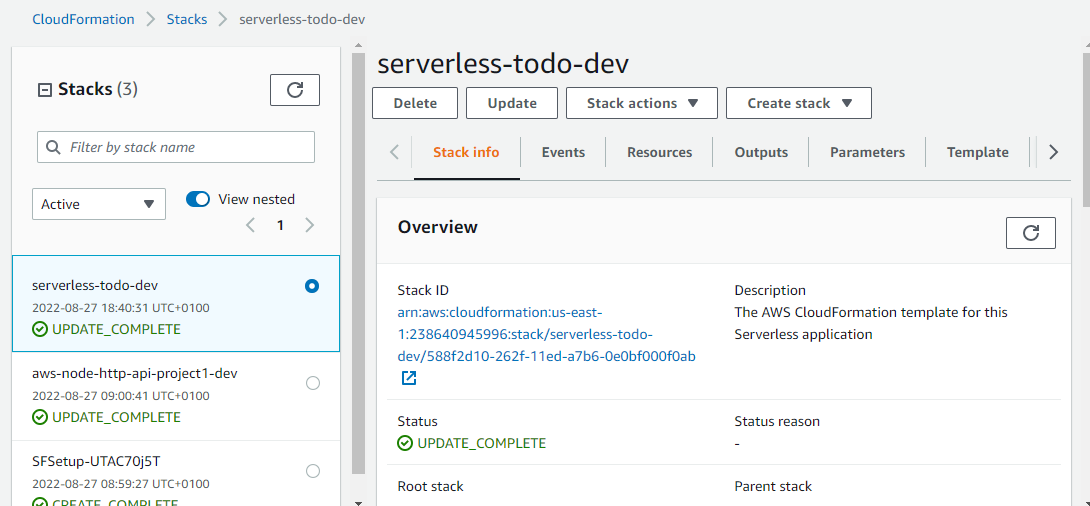 CloudFormation > Stacks > serverless-todo-dev
Stacks (3)
Filter by stack name
Active
View nested
1
serverless-todo-dev
2022-08-27 18:40:31 UTC+0100
UPDATE_COMPLETE
aws-node-http-api-project1-dev
2022-08-27 09:00:41 UTC+0100
UPDATE_COMPLETE
SFSetup-UTAC70j5T
2022-08-27 08:59:27 UTC+0100
CREATE_COMPLETE
serverless-todo-dev
Delete Update Stack actions Create stack
Stack info Events Resources Outputs Parameters Template
Overview
Stack ID
arn:aws:cloudformation:us-east-
1:238640945996:stack/serverless-todo-
dev/588f2d10-262f-11ed-a7b6-0e0bf000f0ab
Description
The AWS CloudFormation template for this
Serverless application
Status
UPDATE_COMPLETE
Status reason
-
Root stack
Parent stack